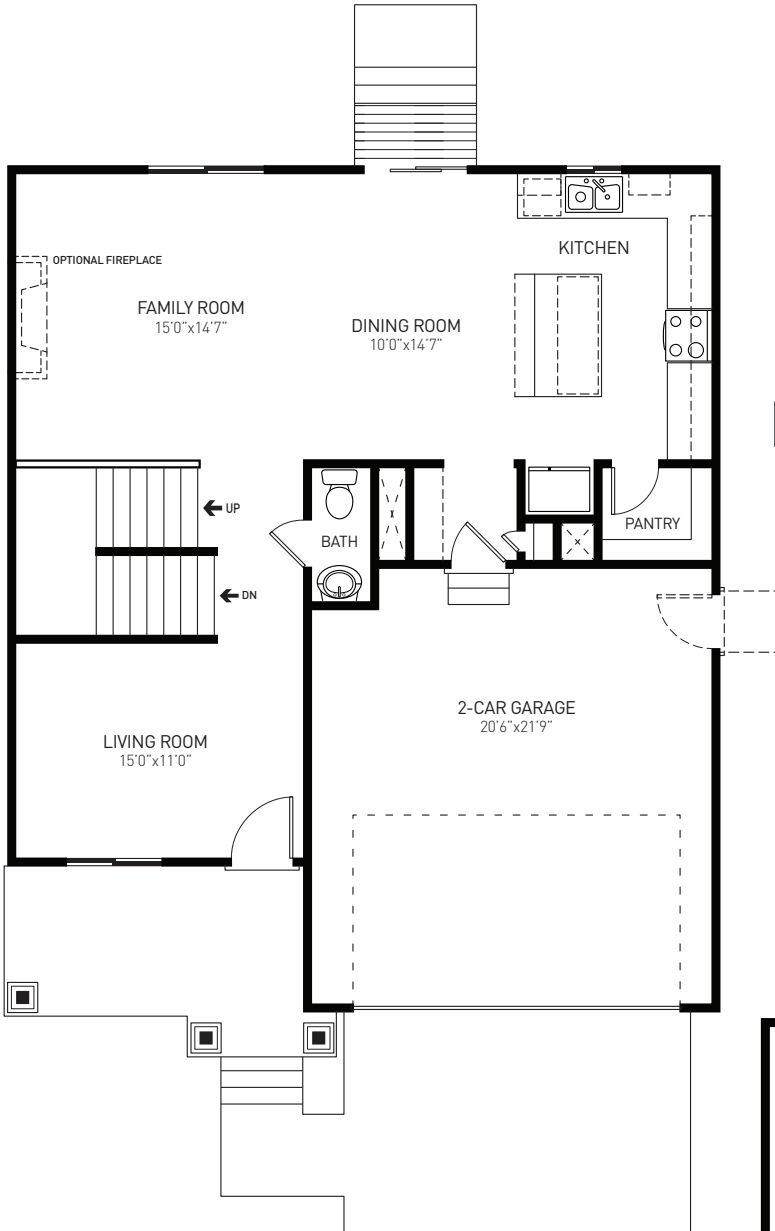 KITCHEN
OPTIONAL FIREPLACE
FAMILY ROOM
15'0"x14'7"
DINING ROOM
10'0"x14'7"
UP
BATH
PANTRY
DN
2-CAR GARAGE
20'6"x21'9"
LIVING ROOM
15'0"x11'0"